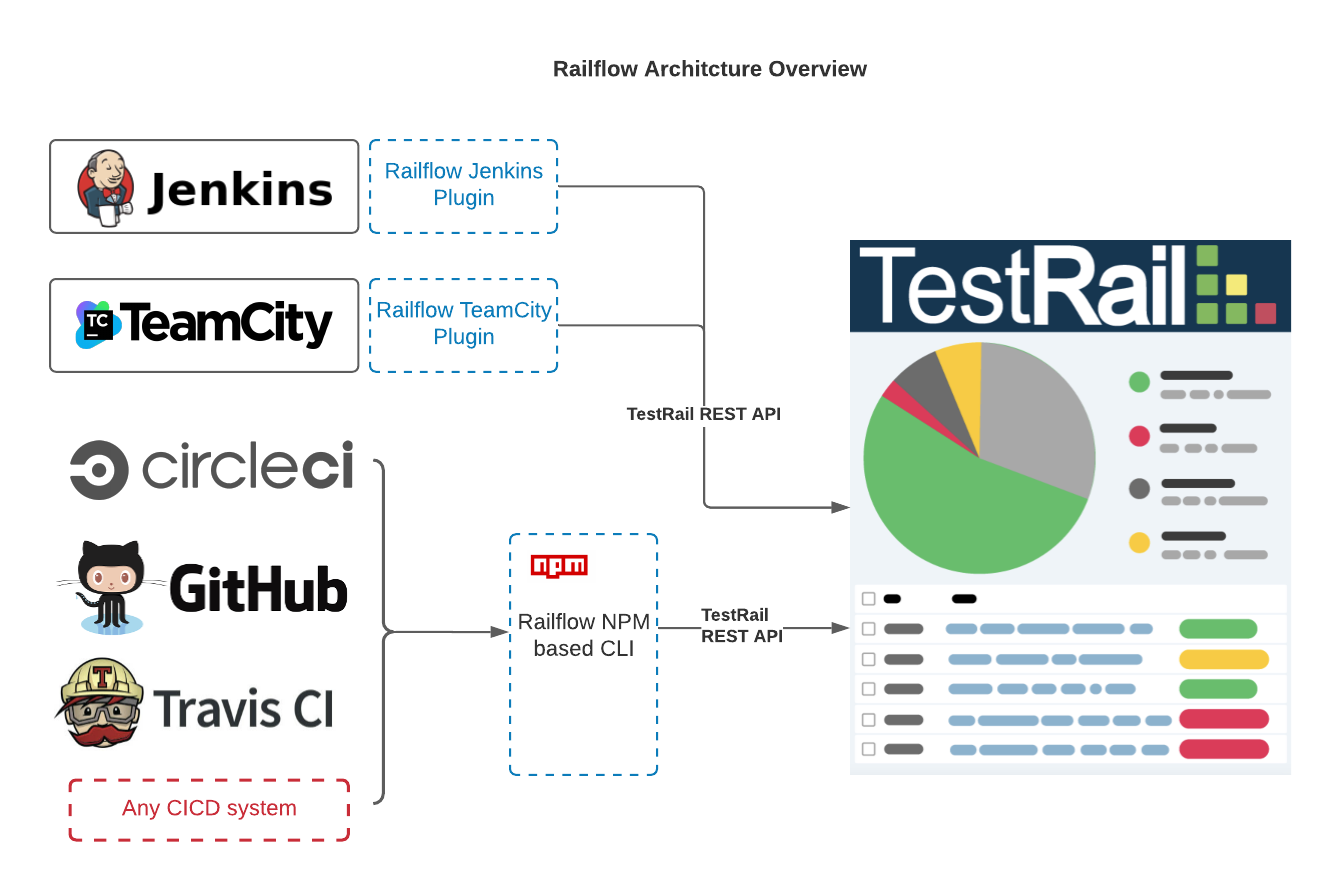 Railflow Architcture Overview
Jenkins
Railflow Jenkins
Plugin
TC
TeamCity
Railflow TeamCity
Plugin
TestRail
TestRail REST API
circleci
GitHub
npm
Railflow NPM
based CLI
TestRail
REST API
T
Travis CI
Any CICD system